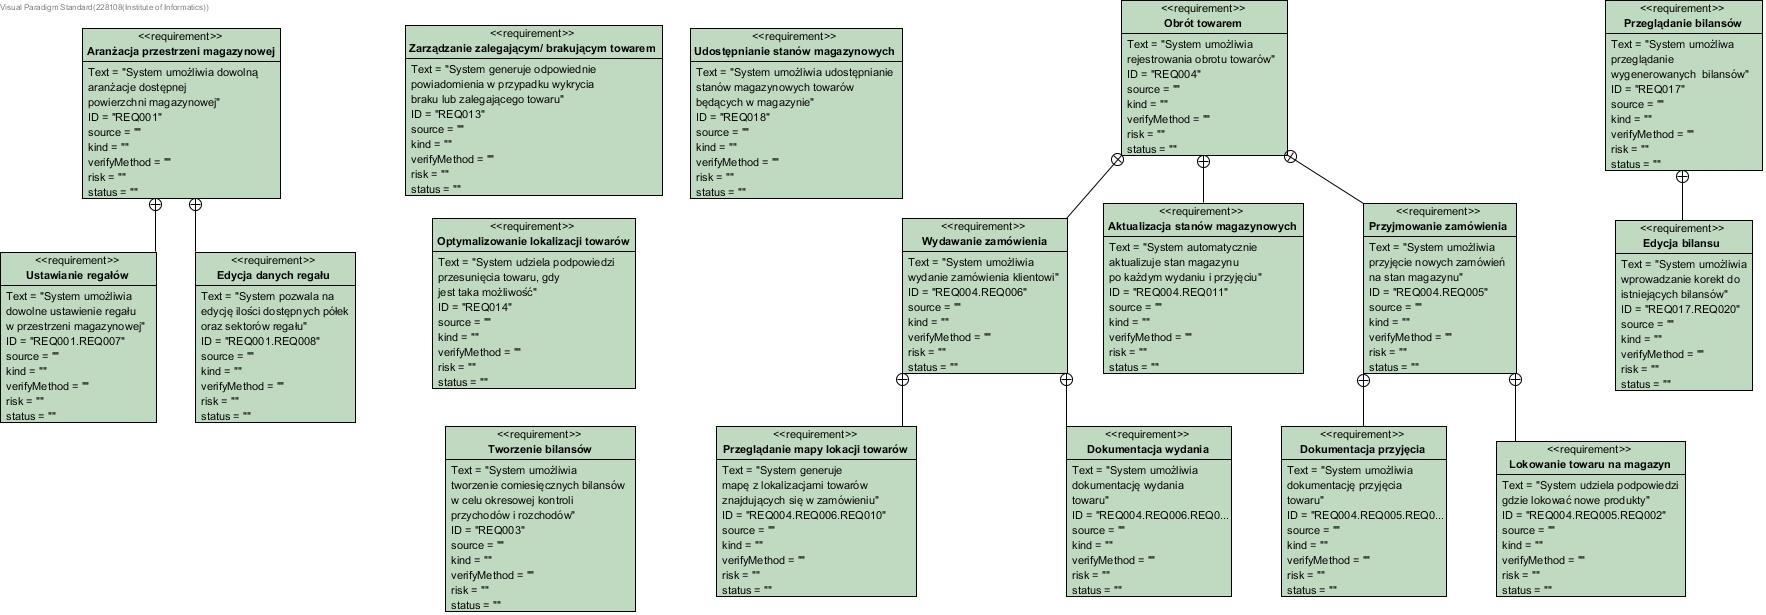 Visual Paradigm Standard(228108(Institute of Informatics))
<<requirement>>
Aranżacja przestrzeni magazynowej
Text = "System umożliwia dowolną
aranżacje dostępnej
powierzchni magazynowej"
ID = "REQ001"
source = ""
kind = ""
verifyMethod = ""
risk = ""
status = ""
<<requirement>>
Zarządzanie zalegającym/ brakującym towarem
Text = "System generuje odpowiednie
powiadomienia w przypadku wykrycia
braku lub zalegającego towaru"
ID = "REQ013"
source = ""
kind = ""
verifyMethod = ""
risk = ""
status = ""
<<requirement>>
Udostępnianie stanów magazynowych
Text = "System umożliwia udostępnianie
stanów magazynowych towarów
będących w magazynie"
ID = "REQ018"
source = ""
kind = ""
verifyMethod = ""
risk = ""
status = ""
<<requirement>>
Obrót towarem
Text = "System umożliwia
rejestrowania obrotu towarów"
ID = "REQ004"
source = ""
kind = ""
verifyMethod = ""
risk = ""
status = ""
<<requirement>>
Przeglądanie bilansów
Text = "System umożliwa
przeglądanie
wygenerowanych  bilansów"
ID = "REQ017"
source = ""
kind = ""
verifyMethod = ""
risk = ""
status = ""
<<requirement>>
Ustawianie regałów
Text = "System umożliwia
dowolne ustawienie regału
w przestrzeni magazynowej"
ID = "REQ001.REQ007"
source = ""
kind = ""
verifyMethod = ""
risk = ""
status = ""
<<requirement>>
Edycja danych regału
Text = "System pozwala na
edycję ilości dostępnych półek
oraz sektorów regału"
ID = "REQ001.REQ008"
source = ""
kind = ""
verifyMethod = ""
risk = ""
status = ""
<<requirement>>
Optymalizowanie lokalizacji towarów
Text = "System udziela podpowiedzi
przesunięcia towaru, gdy
jest taka możliwość"
ID = "REQ014"
source = ""
kind = ""
verifyMethod = ""
risk = ""
status = ""
<<requirement>>
Wydawanie zamówienia
Text = "System umożliwia
wydanie zamówienia klientowi"
ID = "REQ004.REQ006"
source = ""
kind = ""
verifyMethod = ""
risk = ""
status = ""
<<requirement>>
Aktualizacja stanów magazynowych
Text = "System automatycznie
aktualizuje stan magazynu
po każdym wydaniu i przyjęciu"
ID = "REQ004.REQ011"
source = ""
kind = ""
verifyMethod = ""
risk = ""
status = ""
<<requirement>>
Przyjmowanie zamówienia
Text = "System umożliwia
przyjęcie nowych zamówień
na stan magazynu"
ID = "REQ004.REQ005"
source = ""
kind = ""
verifyMethod = ""
risk = ""
status = ""
<<requirement>>
Edycja bilansu
Text = "System umożliwia
wprowadzanie korekt do
istniejących bilansów"
ID = "REQ017.REQ020"
source = ""
kind = ""
verifyMethod = ""
risk = ""
status = ""
<<requirement>>
Tworzenie bilansów
Text = "System umożliwia
tworzenie comiesięcznych bilansów
w celu okresowej kontroli
przychodów i rozchodów"
ID = "REQ003"
source = ""
kind = ""
verifyMethod = ""
risk = ""
status = ""
<<requirement>>
Przeglądanie mapy lokacji towarów
Text = "System generuje
mapę z lokalizacjami towarów
znajdujących się w zamówieniu"
ID = "REQ004.REQ006.REQ010"
source = ""
kind = ""
verifyMethod = ""
risk = ""
status = ""
<<requirement>>
Dokumentacja wydania
Text = "System umożliwia
dokumentację wydania
towaru"
ID = "REQ004.REQ006.REQ0...
source = ""
kind = ""
verifyMethod = ""
risk = ""
status = ""
<<requirement>>
Dokumentacja przyjęcia
Text = "System umożliwia
dokumentację przyjęcia
towaru"
ID = "REQ004.REQ005.REQ0...
source = ""
kind = ""
verifyMethod = ""
risk = ""
status = ""
<<requirement>>
Lokowanie towaru na magazyn
Text = "System udziela podpowiedzi
gdzie lokować nowe produkty"
ID = "REQ004.REQ005.REQ002"
source = ""
kind = ""
verifyMethod = ""
risk = ""
status = ""